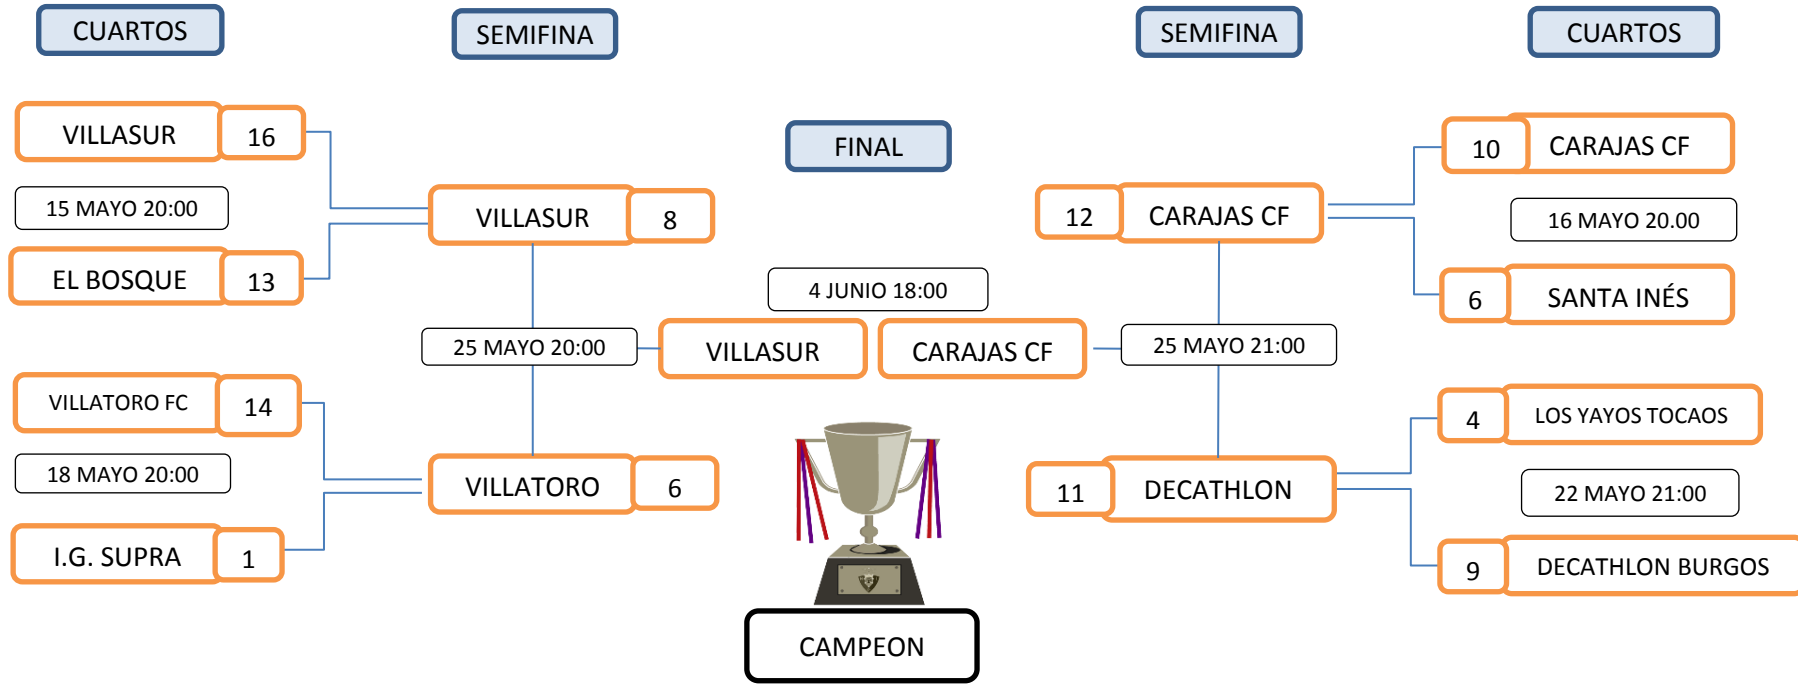 CUARTOS
SEMIFINA
SEMIFINA
CUARTOS
VILLASUR 16
15 MAYO 20:00
EL BOSQUE 13
VILLATORO FC 14
18 MAYO 20:00
I.G. SUPRA 1
VILLASUR 8
25 MAYO 20:00
VILLATORO 6
FINAL
4 JUNIO 18:00
VILLASUR CARAJAS CF
CAMPEON
12 CARAJAS CF
25 MAYO 21:00
11 DECATHLON
10 CARAJAS CF
16 MAYO 20.00
6 SANTA INÉS
4 LOS YAYOS TOCAOS
22 MAYO 21:00
9 DECATHLON BURGOS